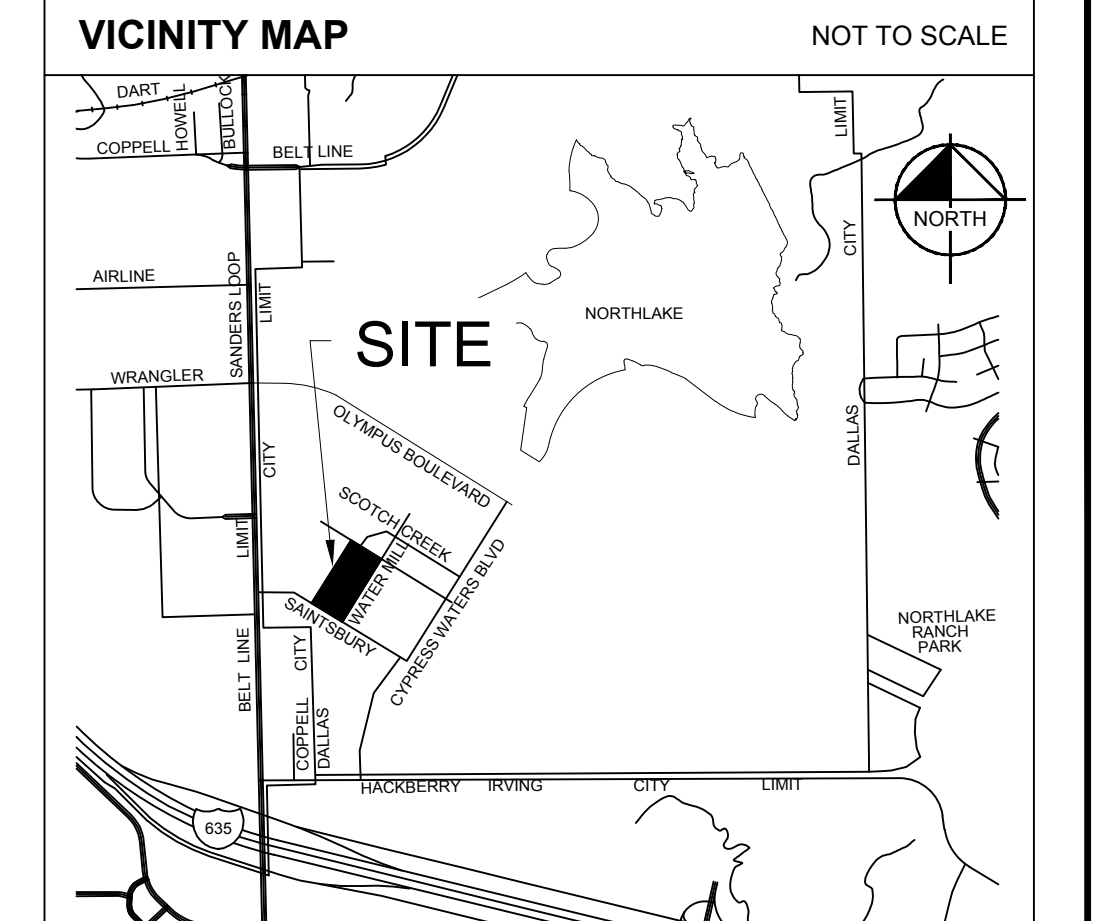 VICINITY MAP
NOT TO SCALE
DART
HOWELL
BULLOCK
COPPELL
BELT LINE
LIMIT
NORTH
CITY
AIRLINE
SANDERS LOOP
LIMIT
NORTHLAKE
SITE
WRANGLER
OLYMPUS BOULEVARD
DALLAS
CITY
SCOTCH CREEK
LIMIT
WATER MILL
CYPRESS WATERS BLVD
SAINTSBURY
NORTHLAKE
RANCH
PARK
CITY
BELT LINE
COPPELL
DALLAS
HACKBERRY
IRVING
CITY
LIMIT
635